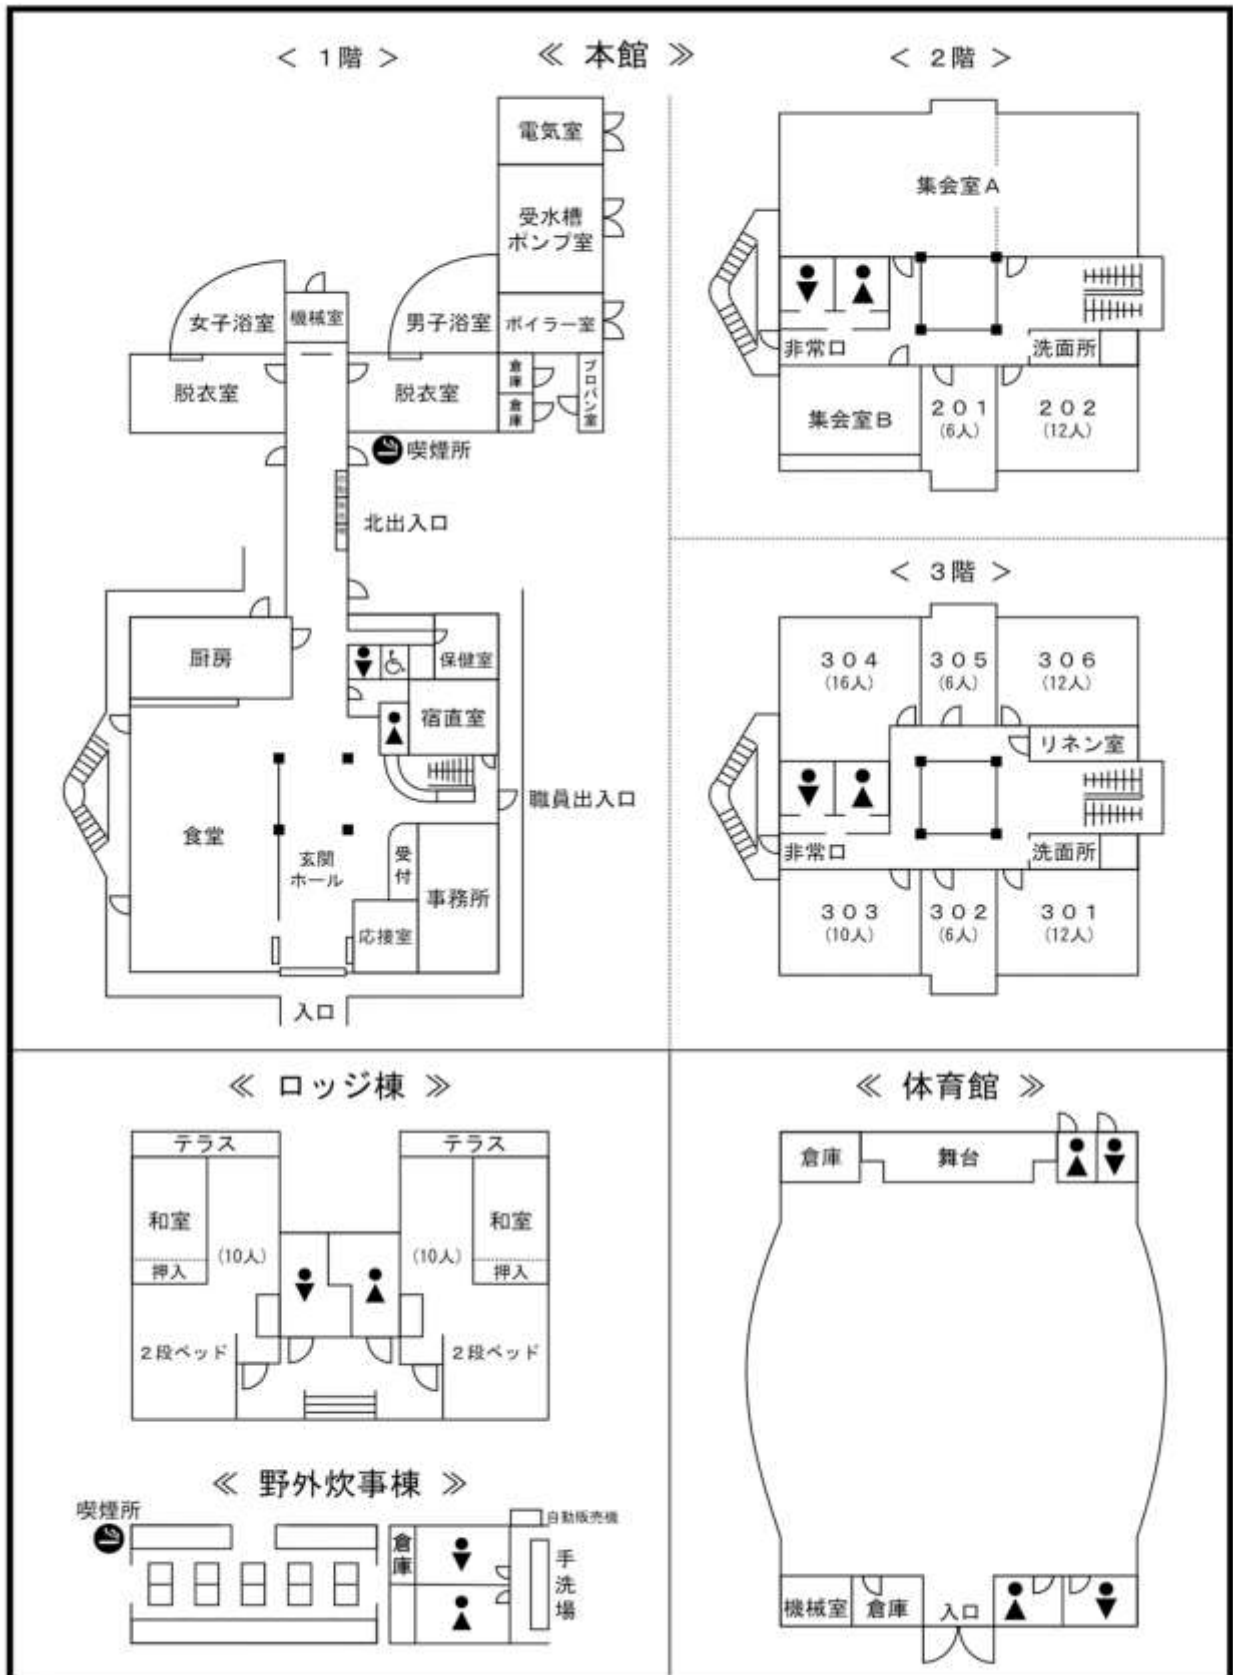 ≪ 本館 ≫
＜ １階 ＞
電気室
受水槽
ポンプ室
女子浴室
機械室
男子浴室
ボイラー室
脱衣室
脱衣室
倉庫
倉庫
プロパン室
喫煙所
北出入口
厨房
保健室
宿直室
職員出入口
食堂
玄関
ホール
受付
事務所
応接室
入口
＜ ２階 ＞
集会室Ａ
非常口
洗面所
集会室Ｂ
２０１
(6人)
２０２
(12人)
＜ ３階 ＞
３０４
(16人)
３０５
(6人)
３０６
(12人)
リネン室
非常口
洗面所
３０３
(10人)
３０２
(6人)
３０１
(12人)
≪ ロッジ棟 ≫
テラス
テラス
和室
(10人)
(10人)
和室
押入
押入
２段ベッド
２段ベッド
≪ 野外炊事棟 ≫
喫煙所
自動販売機
倉庫
手洗場
≪ 体育館 ≫
倉庫
舞台
機械室
倉庫
入口